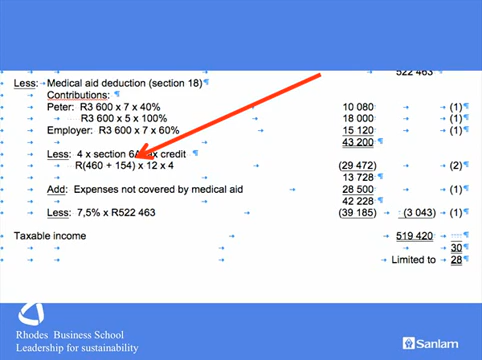 522 463
Less: Medical aid deduction (section 18)
Contributions:
Peter: R3 600 x 7 x 40% 10 080 (1)
R3 600 x 5 x 100% 18 000 (1)
Employer: R3 600 x 7 x 60% 15 120 (1)
43 200
Less: 4 x section 6A tax credit
R(460 + 154) x 12 x 4 (29 472) (2)
13 728
Add: Expenses not covered by medical aid 28 500 (1)
42 228
Less: 7,5% x R522 463 (39 185) (3 043) (1)
Taxable income 519 420
30
Limited to 28
Rhodes Business School
Leadership for sustainability
Sanlam